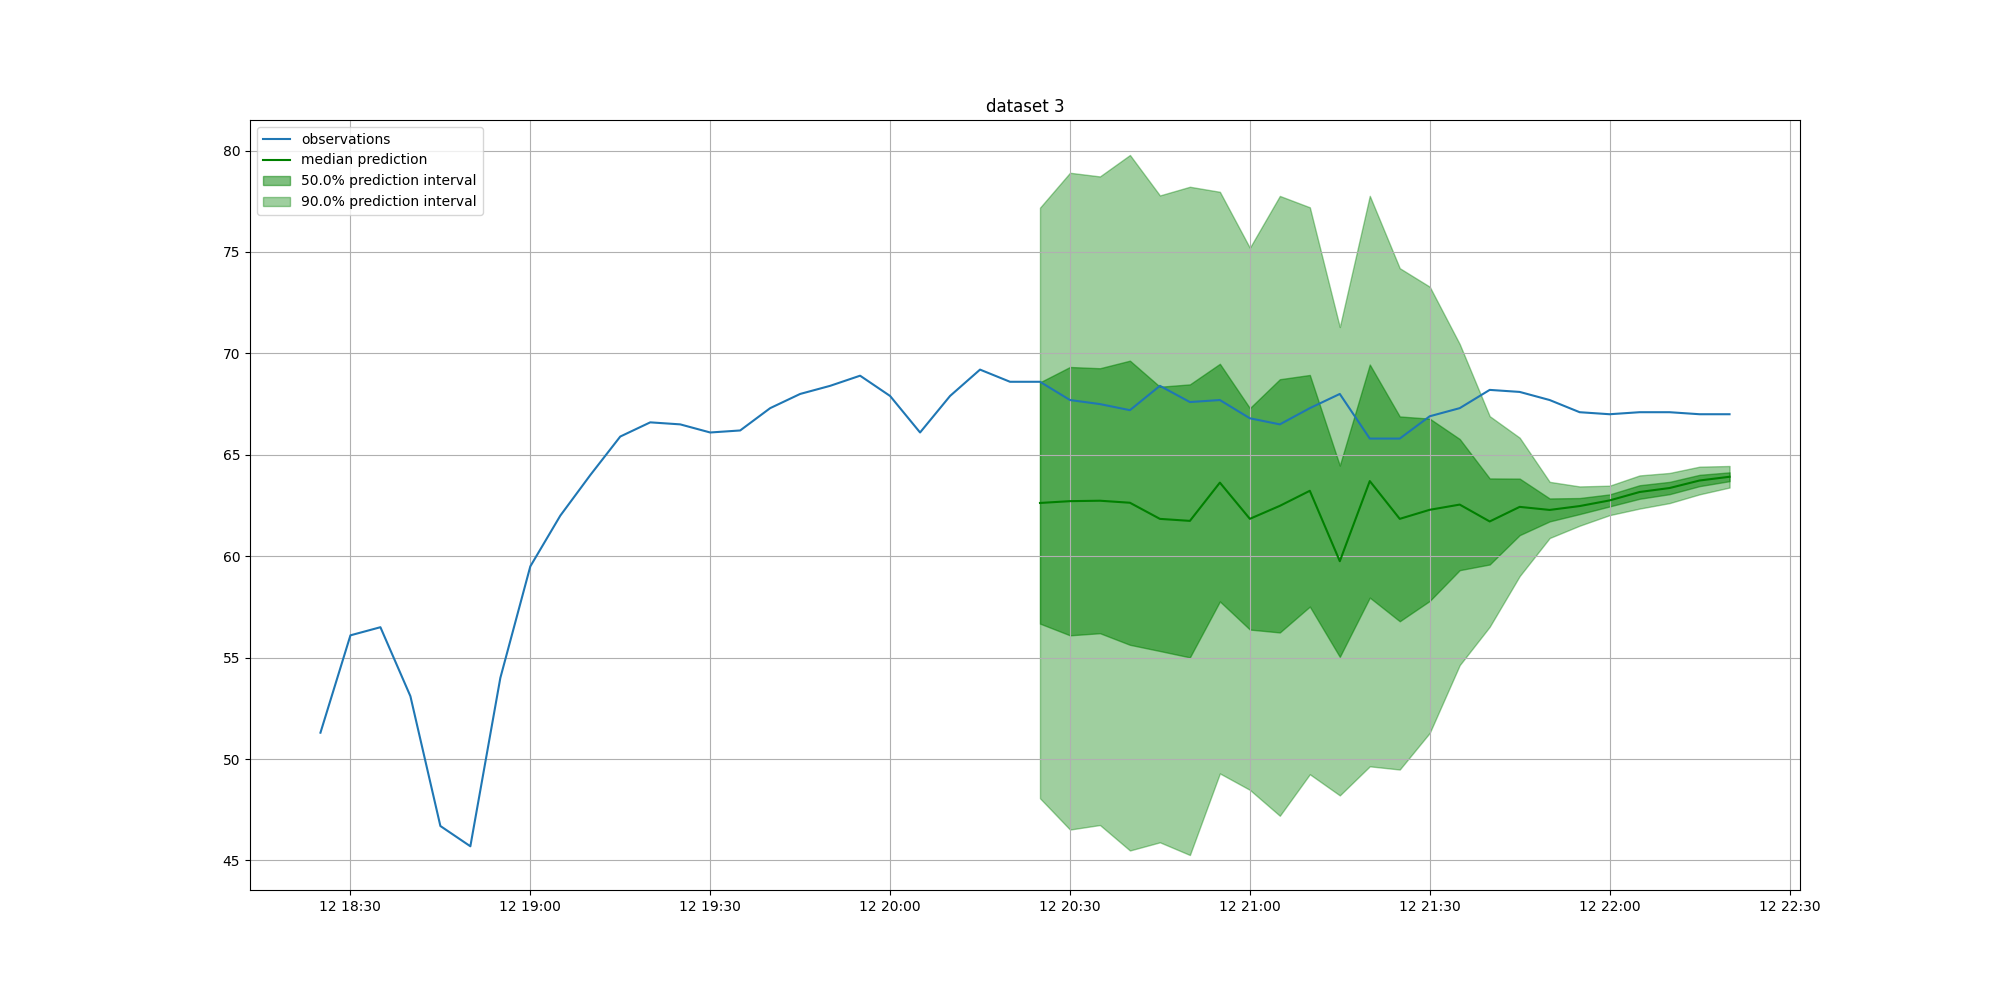 dataset 3
observations
median prediction
50.0% prediction interval
90.0% prediction interval
80
75
70
65
60
55
50
45
12 18:30 12 19:00 12 19:30 12 20:00 12 20:30 12 21:00 12 21:30 12 22:00 12 22:30